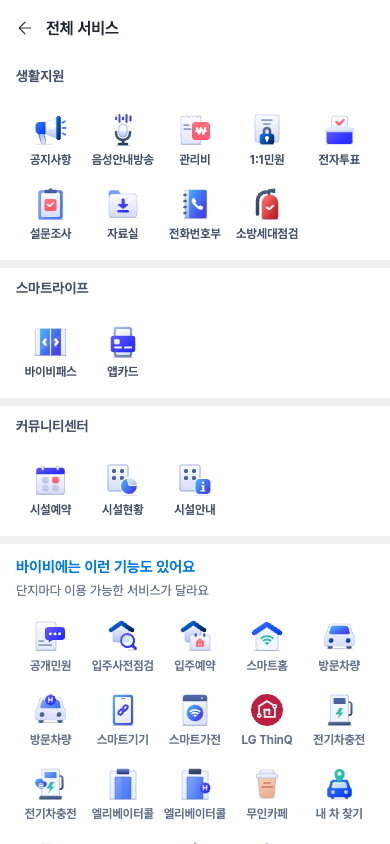 전체 서비스
생활지원
공지사항 음성안내방송 관리비 1:1민원 전자투표
설문조사 자료실 전화번호부 소방세대점검
스마트라이프
바이비패스 앱카드
커뮤니티센터
시설예약 시설현황 시설안내
바이비에는 이런 기능도 있어요
단지마다 이용 가능한 서비스가 달라요
공개민원 입주사전점검 입주예약 스마트홈 방문차량
방문차량 스마트기기 스마트가전 LG ThinQ 전기차충전
전기차충전 엘리베이터콜 엘리베이터콜 무인카페 내 차 찾기